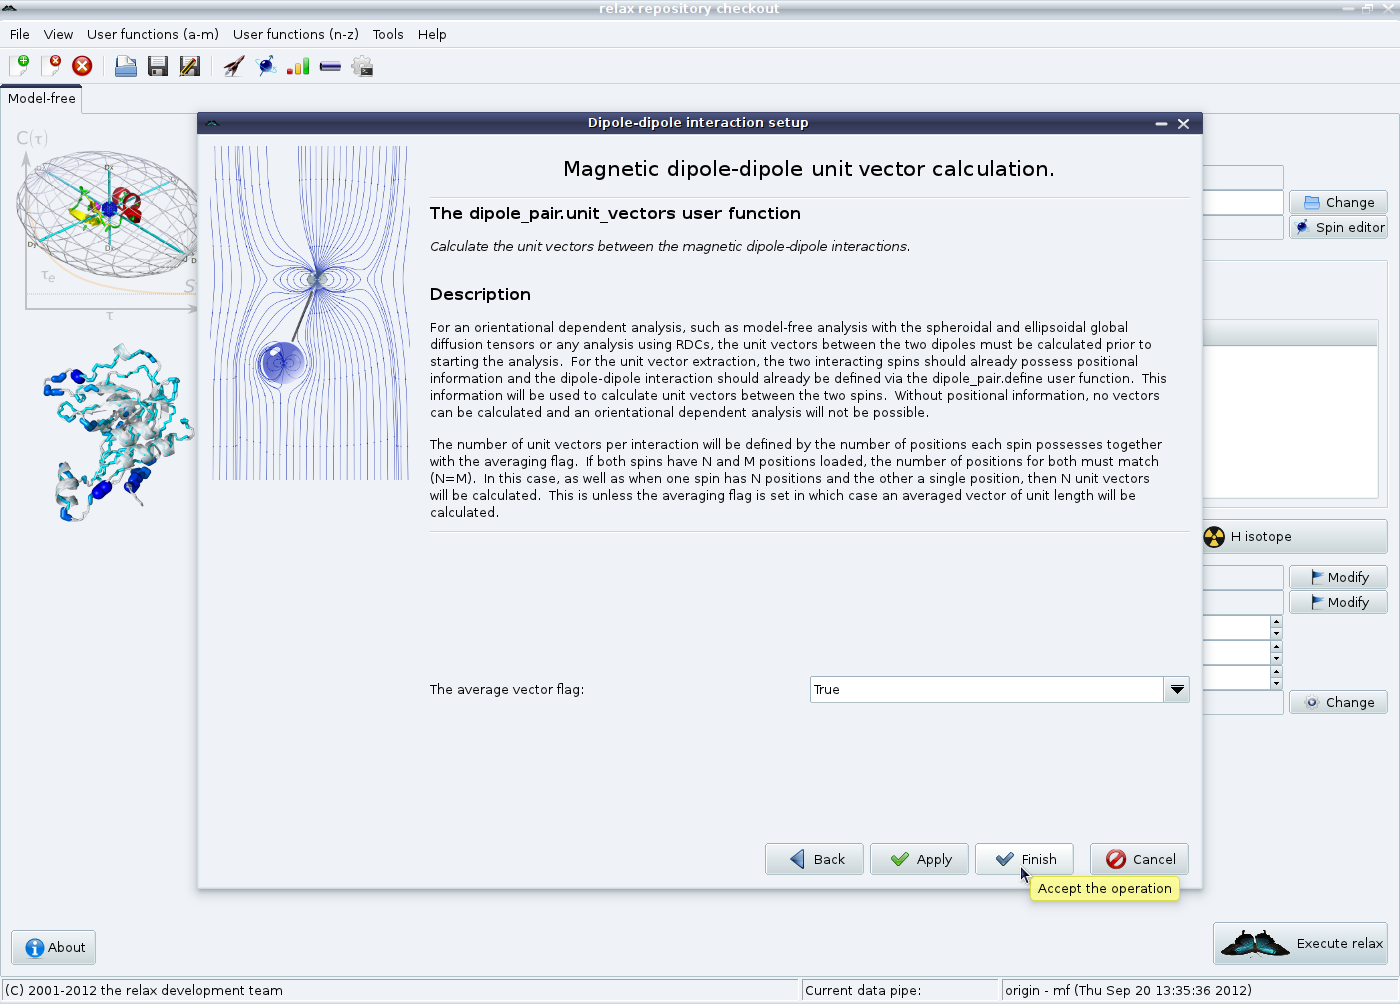 relax repository checkout
File View User functions (a-m) User functions (n-z) Tools Help
Model-free
C(τ)
τe
S
τ
Dipole-dipole interaction setup
Magnetic dipole-dipole unit vector calculation.
The dipole_pair.unit_vectors user function
Calculate the unit vectors between the magnetic dipole-dipole interactions.
Description
For an orientational dependent analysis, such as model-free analysis with the spheroidal and ellipsoidal global
diffusion tensors or any analysis using RDCs, the unit vectors between the two dipoles must be calculated prior to
starting the analysis.  For the unit vector extraction, the two interacting spins should already possess positional
information and the dipole-dipole interaction should already be defined via the dipole_pair.define user function.  This
information will be used to calculate unit vectors between the two spins.  Without positional information, no vectors
can be calculated and an orientational dependent analysis will not be possible.
The number of unit vectors per interaction will be defined by the number of positions each spin possesses together
with the averaging flag.  If both spins have N and M positions loaded, the number of positions for both must match
(N=M).  In this case, as well as when one spin has N positions and the other a single position, then N unit vectors
will be calculated.  This is unless the averaging flag is set in which case an averaged vector of unit length will be
calculated.
The average vector flag:
True
Back
Apply
Finish
Cancel
Accept the operation
Change
Spin editor
H isotope
Modify
Modify
Change
About
Execute relax
(C) 2001-2012 the relax development team
Current data pipe:
origin - mf (Thu Sep 20 13:35:36 2012)